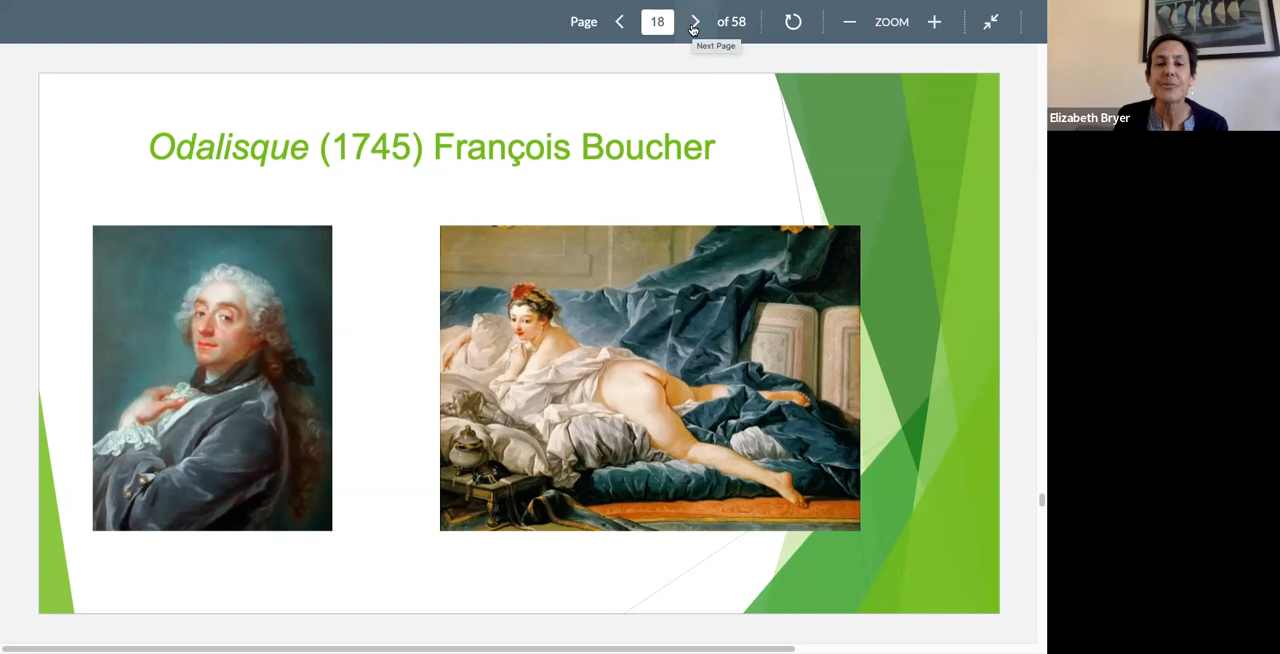 Page 18 of 58 ZOOM
Next Page
Elizabeth Bryer
Odalisque (1745) François Boucher